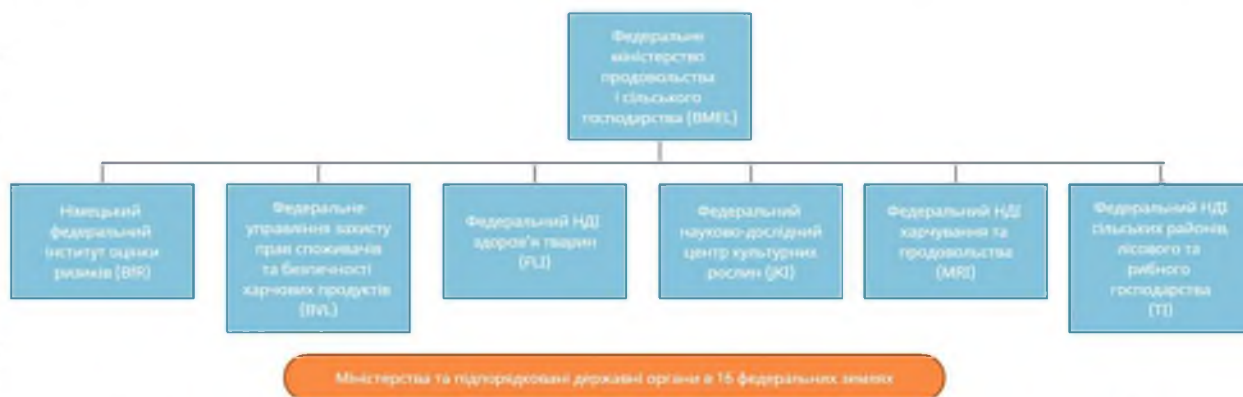 Федеральне
міністерство
продовольства
і сільського
господарства (BMEL)
Німецький
федеральний
інститут оцінки
ризиків (BfR)
Федеральне
управління захисту
прав споживачів
та безпечності
харчових продуктів
(BVL)
Федеральний НДІ
здоров'я тварин
(FLI)
Федеральний
науково-дослідний
центр культурних
рослин (JKI)
Федеральний НДІ
харчування та
продовольства
(MRI)
Федеральний НДІ
сільських районів,
лісового та
рибного
господарства
(TI)
Міністерства та підпорядковані державні органи в 16 федеральних землях